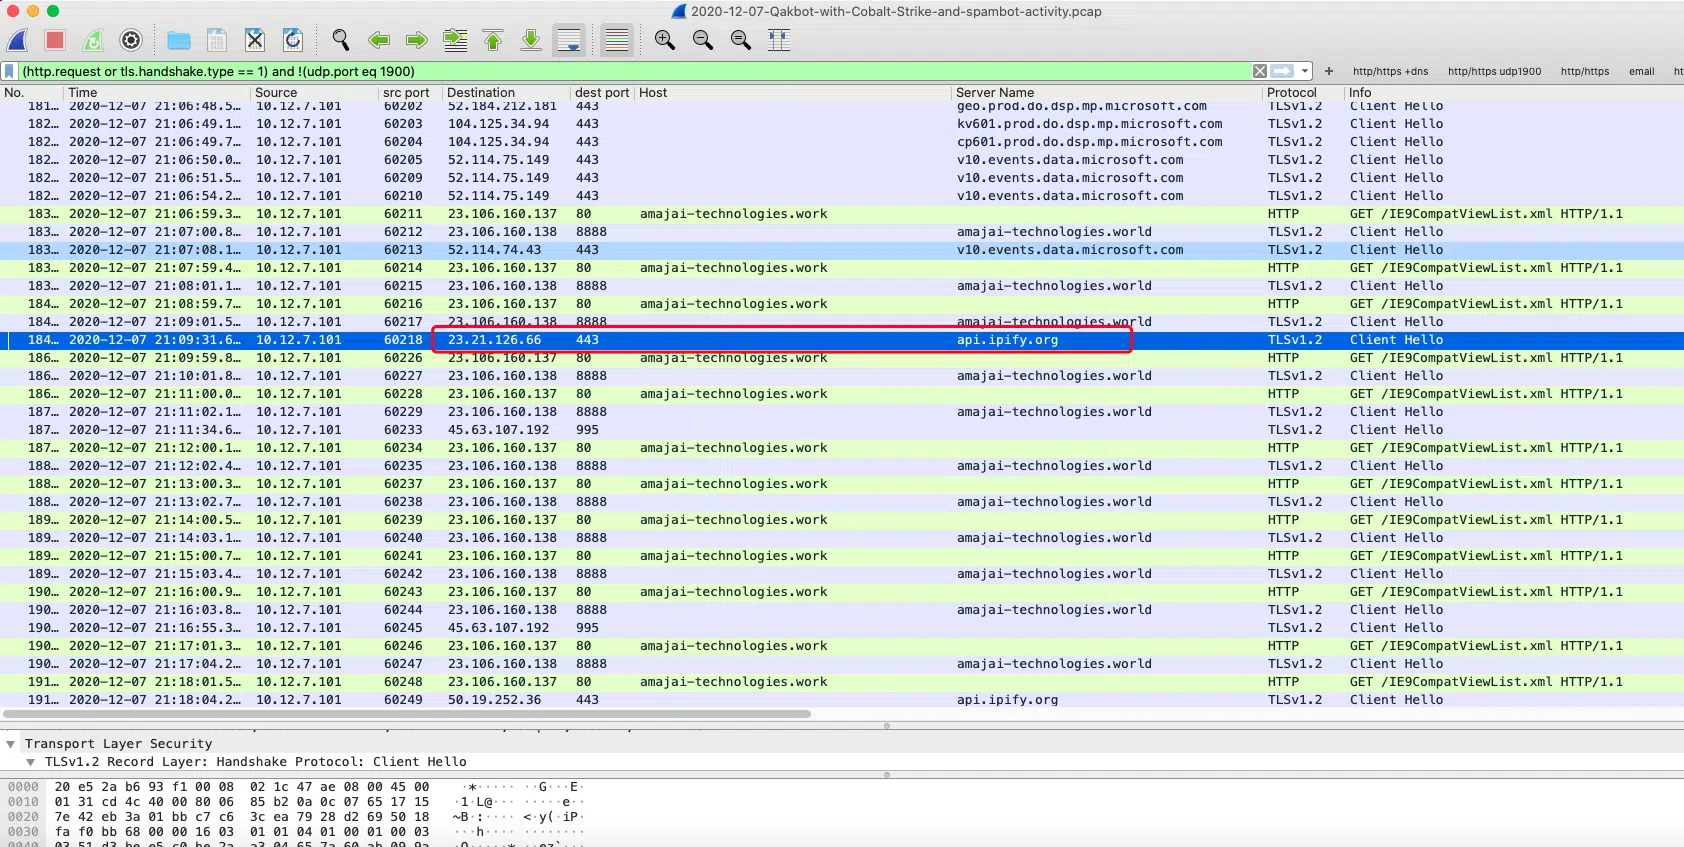 2020-12-07-Qakbot-with-Cobalt-Strike-and-spambot-activity.pcap
(http.request or tls.handshake.type == 1) and !(udp.port eq 1900)
+ http/https +dns http/https udp1900 http/https email ht
No. Time Source src port Destination dest port Host Server Name Protocol Info
181… 2020-12-07 21:06:48.5… 10.12.7.101 60202 52.184.212.181 443 geo.prod.do.dsp.mp.microsoft.com TLSv1.2 Client Hello
182… 2020-12-07 21:06:49.1… 10.12.7.101 60203 104.125.34.94 443 kv601.prod.do.dsp.mp.microsoft.com TLSv1.2 Client Hello
182… 2020-12-07 21:06:49.7… 10.12.7.101 60204 104.125.34.94 443 cp601.prod.do.dsp.mp.microsoft.com TLSv1.2 Client Hello
182… 2020-12-07 21:06:50.0… 10.12.7.101 60205 52.114.75.149 443 v10.events.data.microsoft.com TLSv1.2 Client Hello
182… 2020-12-07 21:06:51.5… 10.12.7.101 60209 52.114.75.149 443 v10.events.data.microsoft.com TLSv1.2 Client Hello
182… 2020-12-07 21:06:54.2… 10.12.7.101 60210 52.114.75.149 443 v10.events.data.microsoft.com TLSv1.2 Client Hello
183… 2020-12-07 21:06:59.3… 10.12.7.101 60211 23.106.160.137 80 amajai-technologies.work HTTP GET /IE9CompatViewList.xml HTTP/1.1
183… 2020-12-07 21:07:00.8… 10.12.7.101 60212 23.106.160.138 8888 amajai-technologies.world TLSv1.2 Client Hello
183… 2020-12-07 21:07:08.1… 10.12.7.101 60213 52.114.74.43 443 v10.events.data.microsoft.com TLSv1.2 Client Hello
183… 2020-12-07 21:07:59.4… 10.12.7.101 60214 23.106.160.137 80 amajai-technologies.work HTTP GET /IE9CompatViewList.xml HTTP/1.1
183… 2020-12-07 21:08:01.1… 10.12.7.101 60215 23.106.160.138 8888 amajai-technologies.world TLSv1.2 Client Hello
184… 2020-12-07 21:08:59.7… 10.12.7.101 60216 23.106.160.137 80 amajai-technologies.work HTTP GET /IE9CompatViewList.xml HTTP/1.1
184… 2020-12-07 21:09:01.5… 10.12.7.101 60217 23.106.160.138 8888 amajai-technologies.world TLSv1.2 Client Hello
184… 2020-12-07 21:09:31.6… 10.12.7.101 60218 23.21.126.66 443 api.ipify.org TLSv1.2 Client Hello
186… 2020-12-07 21:09:59.8… 10.12.7.101 60226 23.106.160.137 80 amajai-technologies.work HTTP GET /IE9CompatViewList.xml HTTP/1.1
186… 2020-12-07 21:10:01.8… 10.12.7.101 60227 23.106.160.138 8888 amajai-technologies.world TLSv1.2 Client Hello
186… 2020-12-07 21:11:00.0… 10.12.7.101 60228 23.106.160.137 80 amajai-technologies.work HTTP GET /IE9CompatViewList.xml HTTP/1.1
187… 2020-12-07 21:11:02.1… 10.12.7.101 60229 23.106.160.138 8888 amajai-technologies.world TLSv1.2 Client Hello
187… 2020-12-07 21:11:34.6… 10.12.7.101 60233 45.63.107.192 995 TLSv1.2 Client Hello
187… 2020-12-07 21:12:00.1… 10.12.7.101 60234 23.106.160.137 80 amajai-technologies.work HTTP GET /IE9CompatViewList.xml HTTP/1.1
188… 2020-12-07 21:12:02.4… 10.12.7.101 60235 23.106.160.138 8888 amajai-technologies.world TLSv1.2 Client Hello
188… 2020-12-07 21:13:00.3… 10.12.7.101 60237 23.106.160.137 80 amajai-technologies.work HTTP GET /IE9CompatViewList.xml HTTP/1.1
188… 2020-12-07 21:13:02.7… 10.12.7.101 60238 23.106.160.138 8888 amajai-technologies.world TLSv1.2 Client Hello
189… 2020-12-07 21:14:00.5… 10.12.7.101 60239 23.106.160.137 80 amajai-technologies.work HTTP GET /IE9CompatViewList.xml HTTP/1.1
189… 2020-12-07 21:14:03.1… 10.12.7.101 60240 23.106.160.138 8888 amajai-technologies.world TLSv1.2 Client Hello
189… 2020-12-07 21:15:00.7… 10.12.7.101 60241 23.106.160.137 80 amajai-technologies.work HTTP GET /IE9CompatViewList.xml HTTP/1.1
189… 2020-12-07 21:15:03.4… 10.12.7.101 60242 23.106.160.138 8888 amajai-technologies.world TLSv1.2 Client Hello
190… 2020-12-07 21:16:00.9… 10.12.7.101 60243 23.106.160.137 80 amajai-technologies.work HTTP GET /IE9CompatViewList.xml HTTP/1.1
190… 2020-12-07 21:16:03.8… 10.12.7.101 60244 23.106.160.138 8888 amajai-technologies.world TLSv1.2 Client Hello
190… 2020-12-07 21:16:55.3… 10.12.7.101 60245 45.63.107.192 995 TLSv1.2 Client Hello
190… 2020-12-07 21:17:01.3… 10.12.7.101 60246 23.106.160.137 80 amajai-technologies.work HTTP GET /IE9CompatViewList.xml HTTP/1.1
190… 2020-12-07 21:17:04.2… 10.12.7.101 60247 23.106.160.138 8888 amajai-technologies.world TLSv1.2 Client Hello
191… 2020-12-07 21:18:01.5… 10.12.7.101 60248 23.106.160.137 80 amajai-technologies.work HTTP GET /IE9CompatViewList.xml HTTP/1.1
191… 2020-12-07 21:18:04.2… 10.12.7.101 60249 50.19.252.36 443 api.ipify.org TLSv1.2 Client Hello
Transport Layer Security
TLSv1.2 Record Layer: Handshake Protocol: Client Hello
0000 20 e5 2a b6 93 f1 00 08 02 1c 47 ae 08 00 45 00 ·*····· ··G···E·
0010 01 31 cd 4c 40 00 80 06 85 b2 0a 0c 07 65 17 15 ·1·L@··· ·····e··
0020 7e 42 eb 3a 01 bb c7 c6 3c ea 79 28 d2 69 50 18 ~B·:···· <·y(·iP·
0030 fa f0 bb 68 00 00 16 03 01 01 04 01 00 01 00 03 ···h···· ········